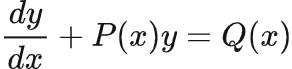 dy/dx + P(x)y = Q(x)